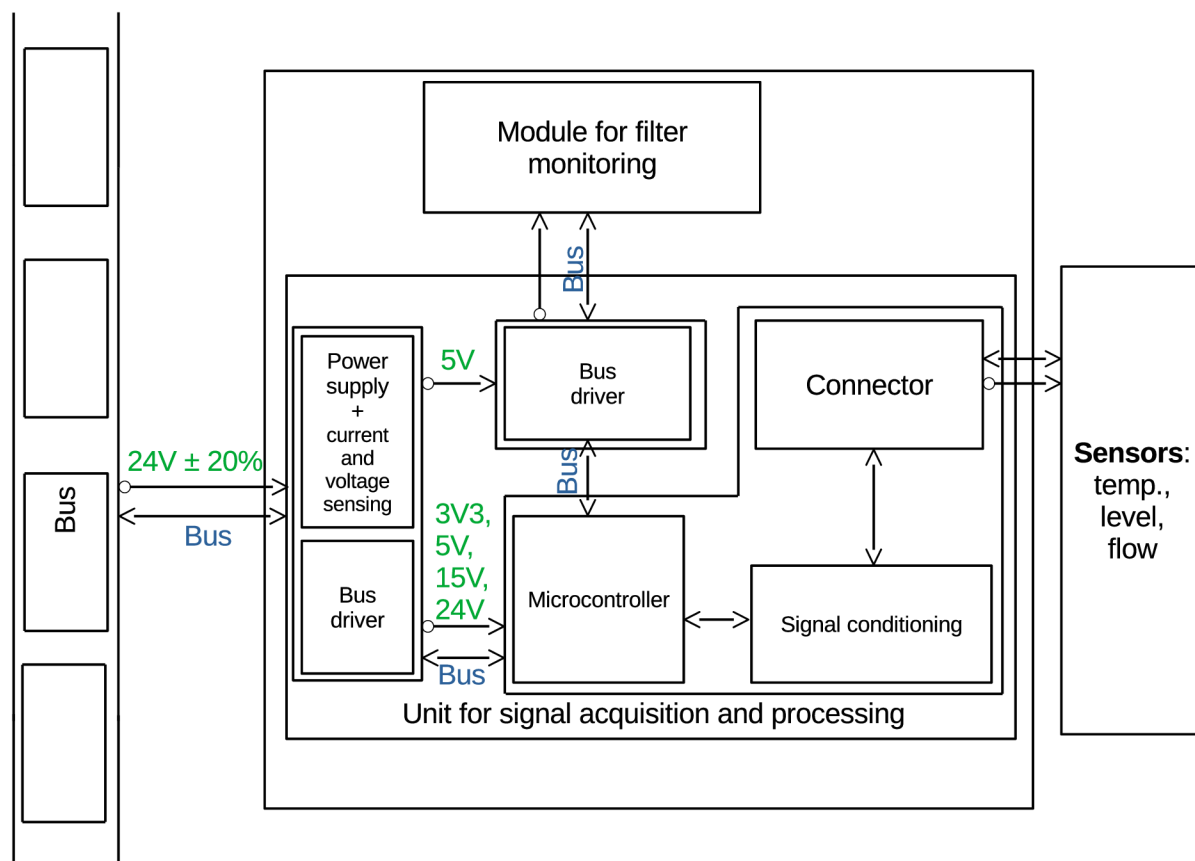 Module for filter
monitoring
Bus
Power
supply
+
current
and
voltage
sensing
5V
Bus
driver
Connector
Sensors:
temp.,
level,
flow
24V ± 20%
Bus
Bus
Bus
3V3,
5V,
15V,
24V
Bus
driver
Microcontroller
Signal conditioning
Bus
Unit for signal acquisition and processing